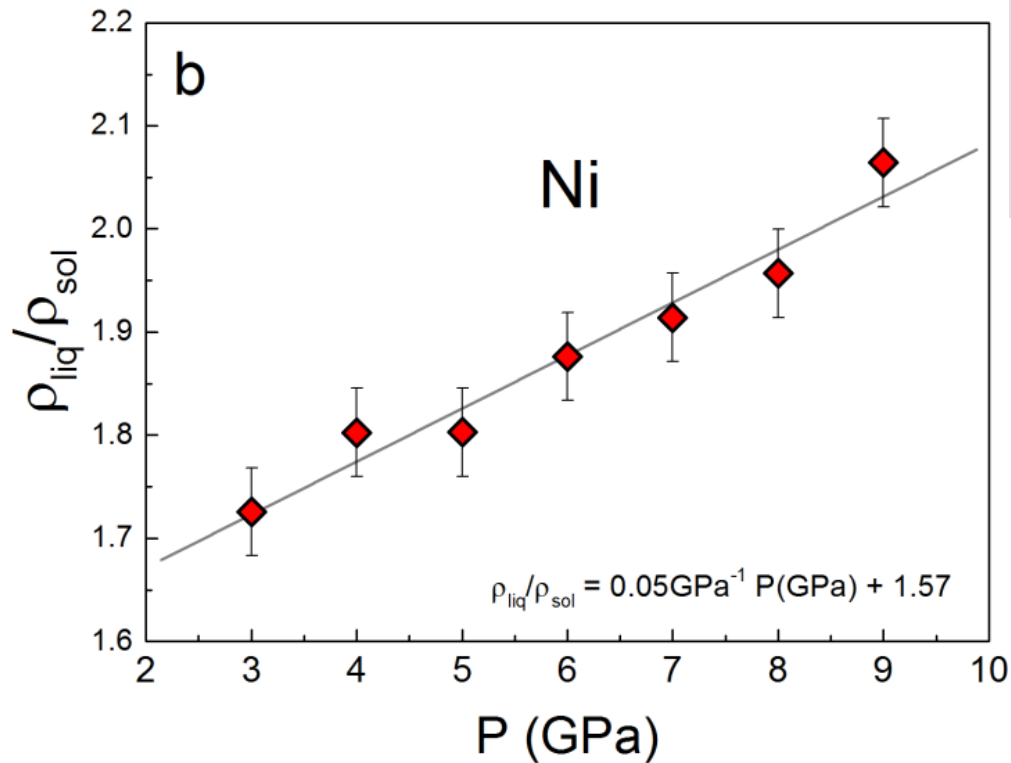 b
Ni
ρliq/ρsol
2.2
2.1
2.0
1.9
1.8
1.7
1.6
ρliq/ρsol = 0.05GPa⁻¹ P(GPa) + 1.57
2 3 4 5 6 7 8 9 10
P (GPa)